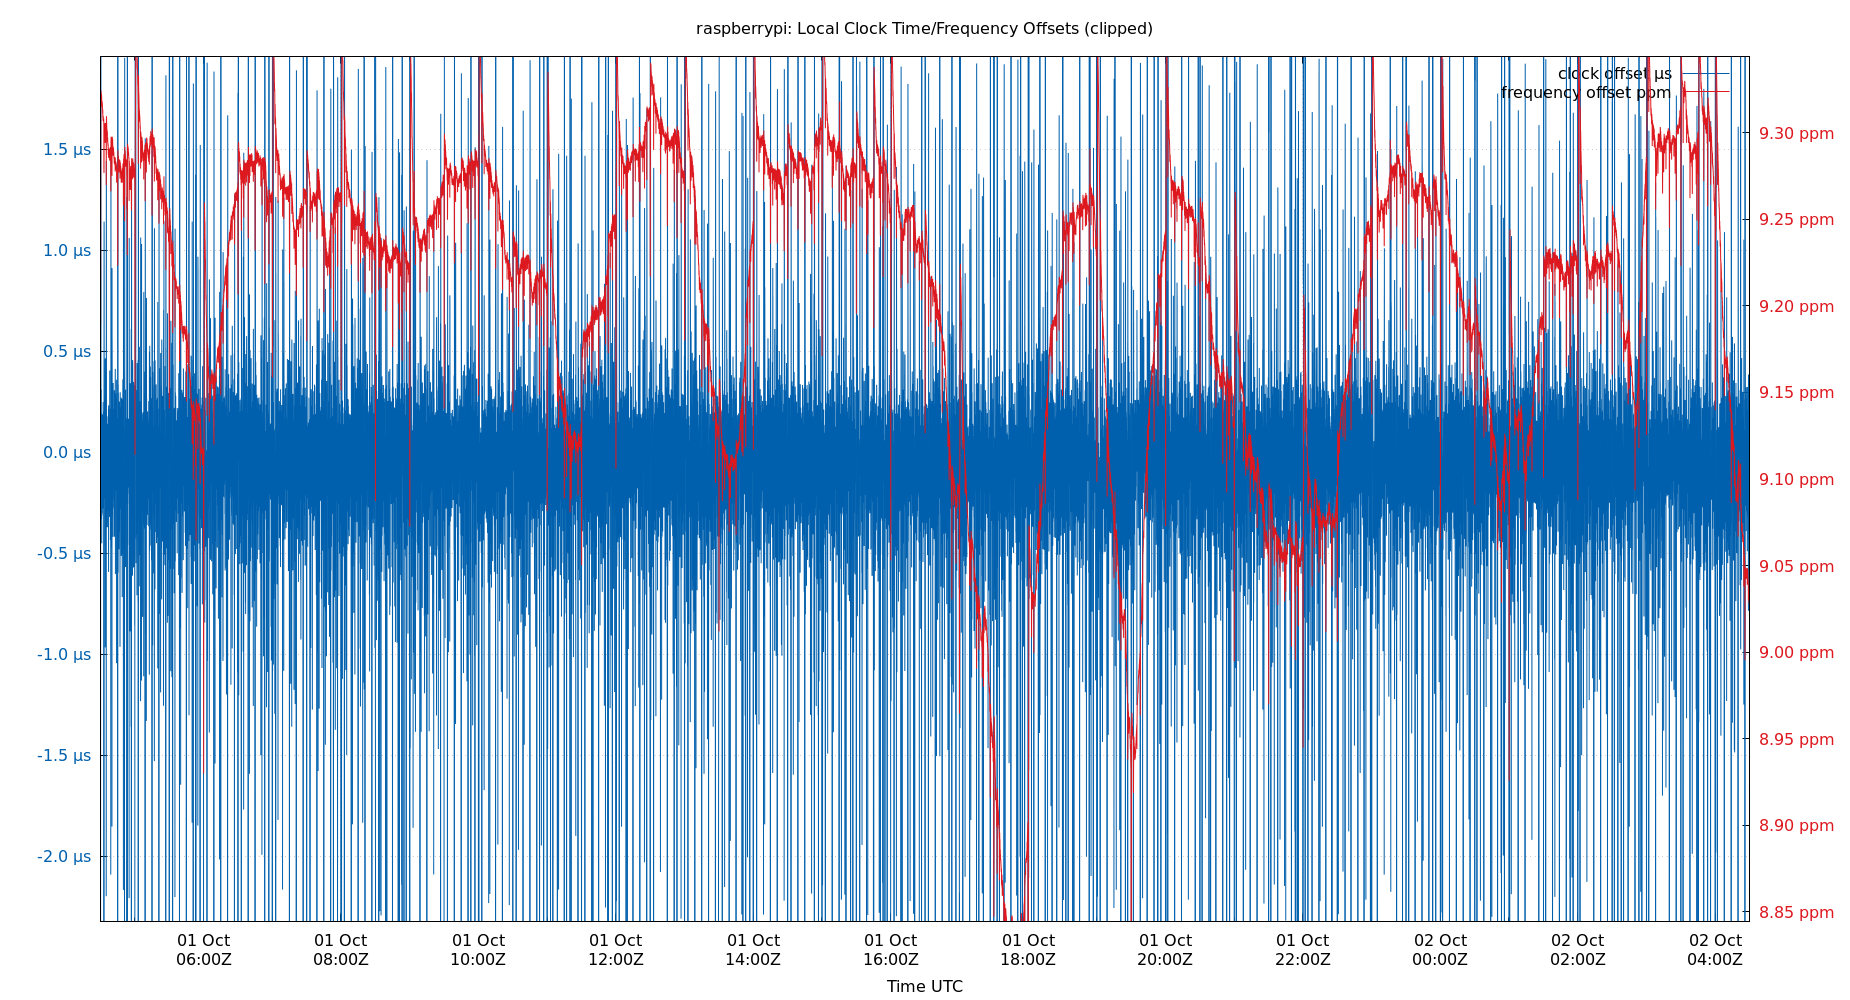 raspberrypi: Local Clock Time/Frequency Offsets (clipped)
clock offset µs
frequency offset ppm
1.5 µs
1.0 µs
0.5 µs
0.0 µs
-0.5 µs
-1.0 µs
-1.5 µs
-2.0 µs
9.30 ppm
9.25 ppm
9.20 ppm
9.15 ppm
9.10 ppm
9.05 ppm
9.00 ppm
8.95 ppm
8.90 ppm
8.85 ppm
01 Oct 01 Oct 01 Oct 01 Oct 01 Oct 01 Oct 01 Oct 01 Oct 01 Oct 02 Oct 02 Oct 02 Oct
06:00Z 08:00Z 10:00Z 12:00Z 14:00Z 16:00Z 18:00Z 20:00Z 22:00Z 00:00Z 02:00Z 04:00Z
Time UTC